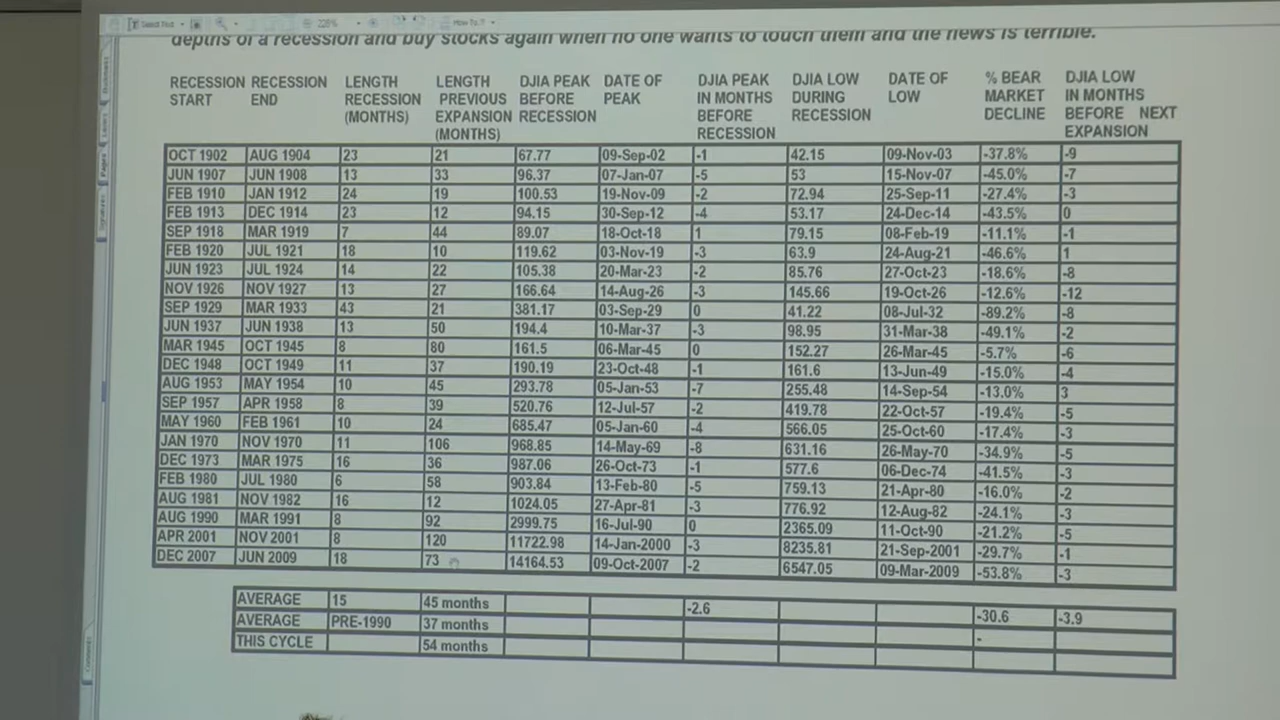 228%
How To..?
depths of a recession and buy stocks again when no one wants to touch them and the news is terrible.
RECESSION START RECESSION END LENGTH RECESSION (MONTHS) LENGTH PREVIOUS EXPANSION (MONTHS) DJIA PEAK BEFORE RECESSION DATE OF PEAK DJIA PEAK IN MONTHS BEFORE RECESSION DJIA LOW DURING RECESSION DATE OF LOW % BEAR MARKET DECLINE DJIA LOW IN MONTHS BEFORE NEXT EXPANSION
OCT 1902 AUG 1904 23 21 67.77 09-Sep-02 -1 42.15 09-Nov-03 -37.8% -9
JUN 1907 JUN 1908 13 33 96.37 07-Jan-07 -5 53 15-Nov-07 -45.0% -7
FEB 1910 JAN 1912 24 19 100.53 19-Nov-09 -2 72.94 25-Sep-11 -27.4% -3
FEB 1913 DEC 1914 23 12 94.15 30-Sep-12 -4 53.17 24-Dec-14 -43.5% 0
SEP 1918 MAR 1919 7 44 89.07 18-Oct-18 1 79.15 08-Feb-19 -11.1% -1
FEB 1920 JUL 1921 18 10 119.62 03-Nov-19 -3 63.9 24-Aug-21 -46.6% 1
JUN 1923 JUL 1924 14 22 105.38 20-Mar-23 -2 85.76 27-Oct-23 -18.6% -8
NOV 1926 NOV 1927 13 27 166.64 14-Aug-26 -3 145.66 19-Oct-26 -12.6% -12
SEP 1929 MAR 1933 43 21 381.17 03-Sep-29 0 41.22 08-Jul-32 -89.2% -8
JUN 1937 JUN 1938 13 50 194.4 10-Mar-37 -3 98.95 31-Mar-38 -49.1% -2
MAR 1945 OCT 1945 8 80 161.5 06-Mar-45 0 152.27 26-Mar-45 -5.7% -6
DEC 1948 OCT 1949 11 37 190.19 23-Oct-48 -1 161.6 13-Jun-49 -15.0% -4
AUG 1953 MAY 1954 10 45 293.78 05-Jan-53 -7 255.48 14-Sep-54 -13.0% 3
SEP 1957 APR 1958 8 39 520.76 12-Jul-57 -2 419.78 22-Oct-57 -19.4% -5
MAY 1960 FEB 1961 10 24 685.47 05-Jan-60 -4 566.05 25-Oct-60 -17.4% -3
JAN 1970 NOV 1970 11 106 968.85 14-May-69 -8 631.16 26-May-70 -34.9% -5
DEC 1973 MAR 1975 16 36 987.06 26-Oct-73 -1 577.6 06-Dec-74 -41.5% -3
FEB 1980 JUL 1980 6 58 903.84 13-Feb-80 -5 759.13 21-Apr-80 -16.0% -2
AUG 1981 NOV 1982 16 12 1024.05 27-Apr-81 -3 776.92 12-Aug-82 -24.1% -3
AUG 1990 MAR 1991 8 92 2999.75 16-Jul-90 0 2365.09 11-Oct-90 -21.2% -5
APR 2001 NOV 2001 8 120 11722.98 14-Jan-2000 -3 8235.81 21-Sep-2001 -29.7% -1
DEC 2007 JUN 2009 18 73 14164.53 09-Oct-2007 -2 6547.05 09-Mar-2009 -53.8% -3
AVERAGE 15 45 months -2.6 -30.6 -3.9
AVERAGE PRE-1990 37 months -
THIS CYCLE 54 months